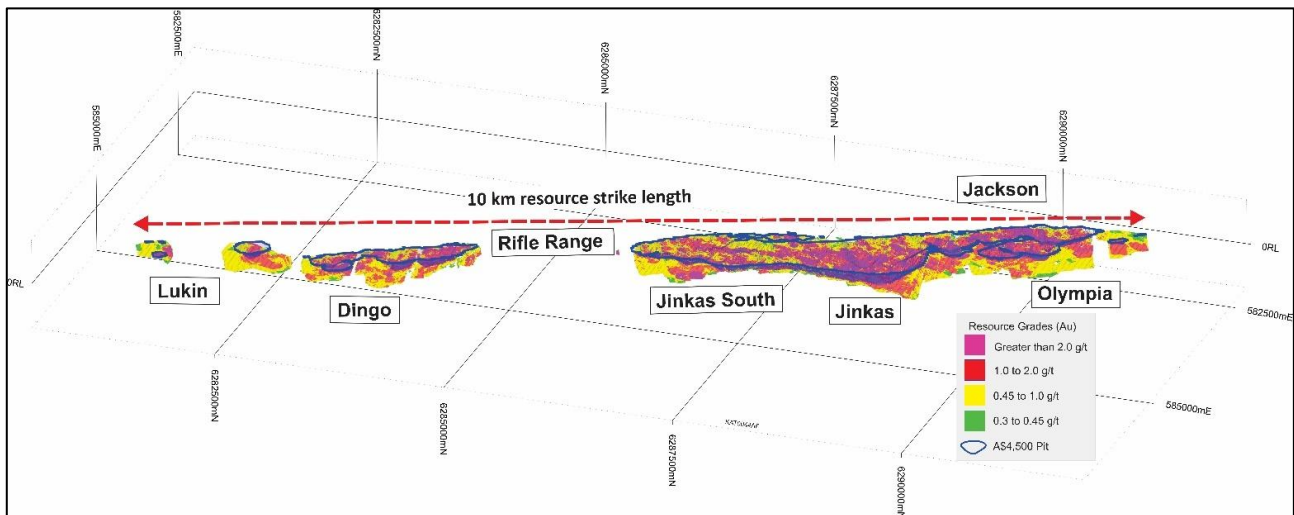 582500mE
6282500mN
585000mE
6285000mN
6287500mN
6290000mN
Jackson
10 km resource strike length
Rifle Range
0RL
0RL
Lukin
Dingo
Jinkas South
Jinkas
Olympia
582500mE
Resource Grades (Au)
Greater than 2.0 g/t
1.0 to 2.0 g/t
0.45 to 1.0 g/t
0.3 to 0.45 g/t
A$4,500 Pit
6282500mN
6285000mN
6287500mN
6290000mN
585000mE